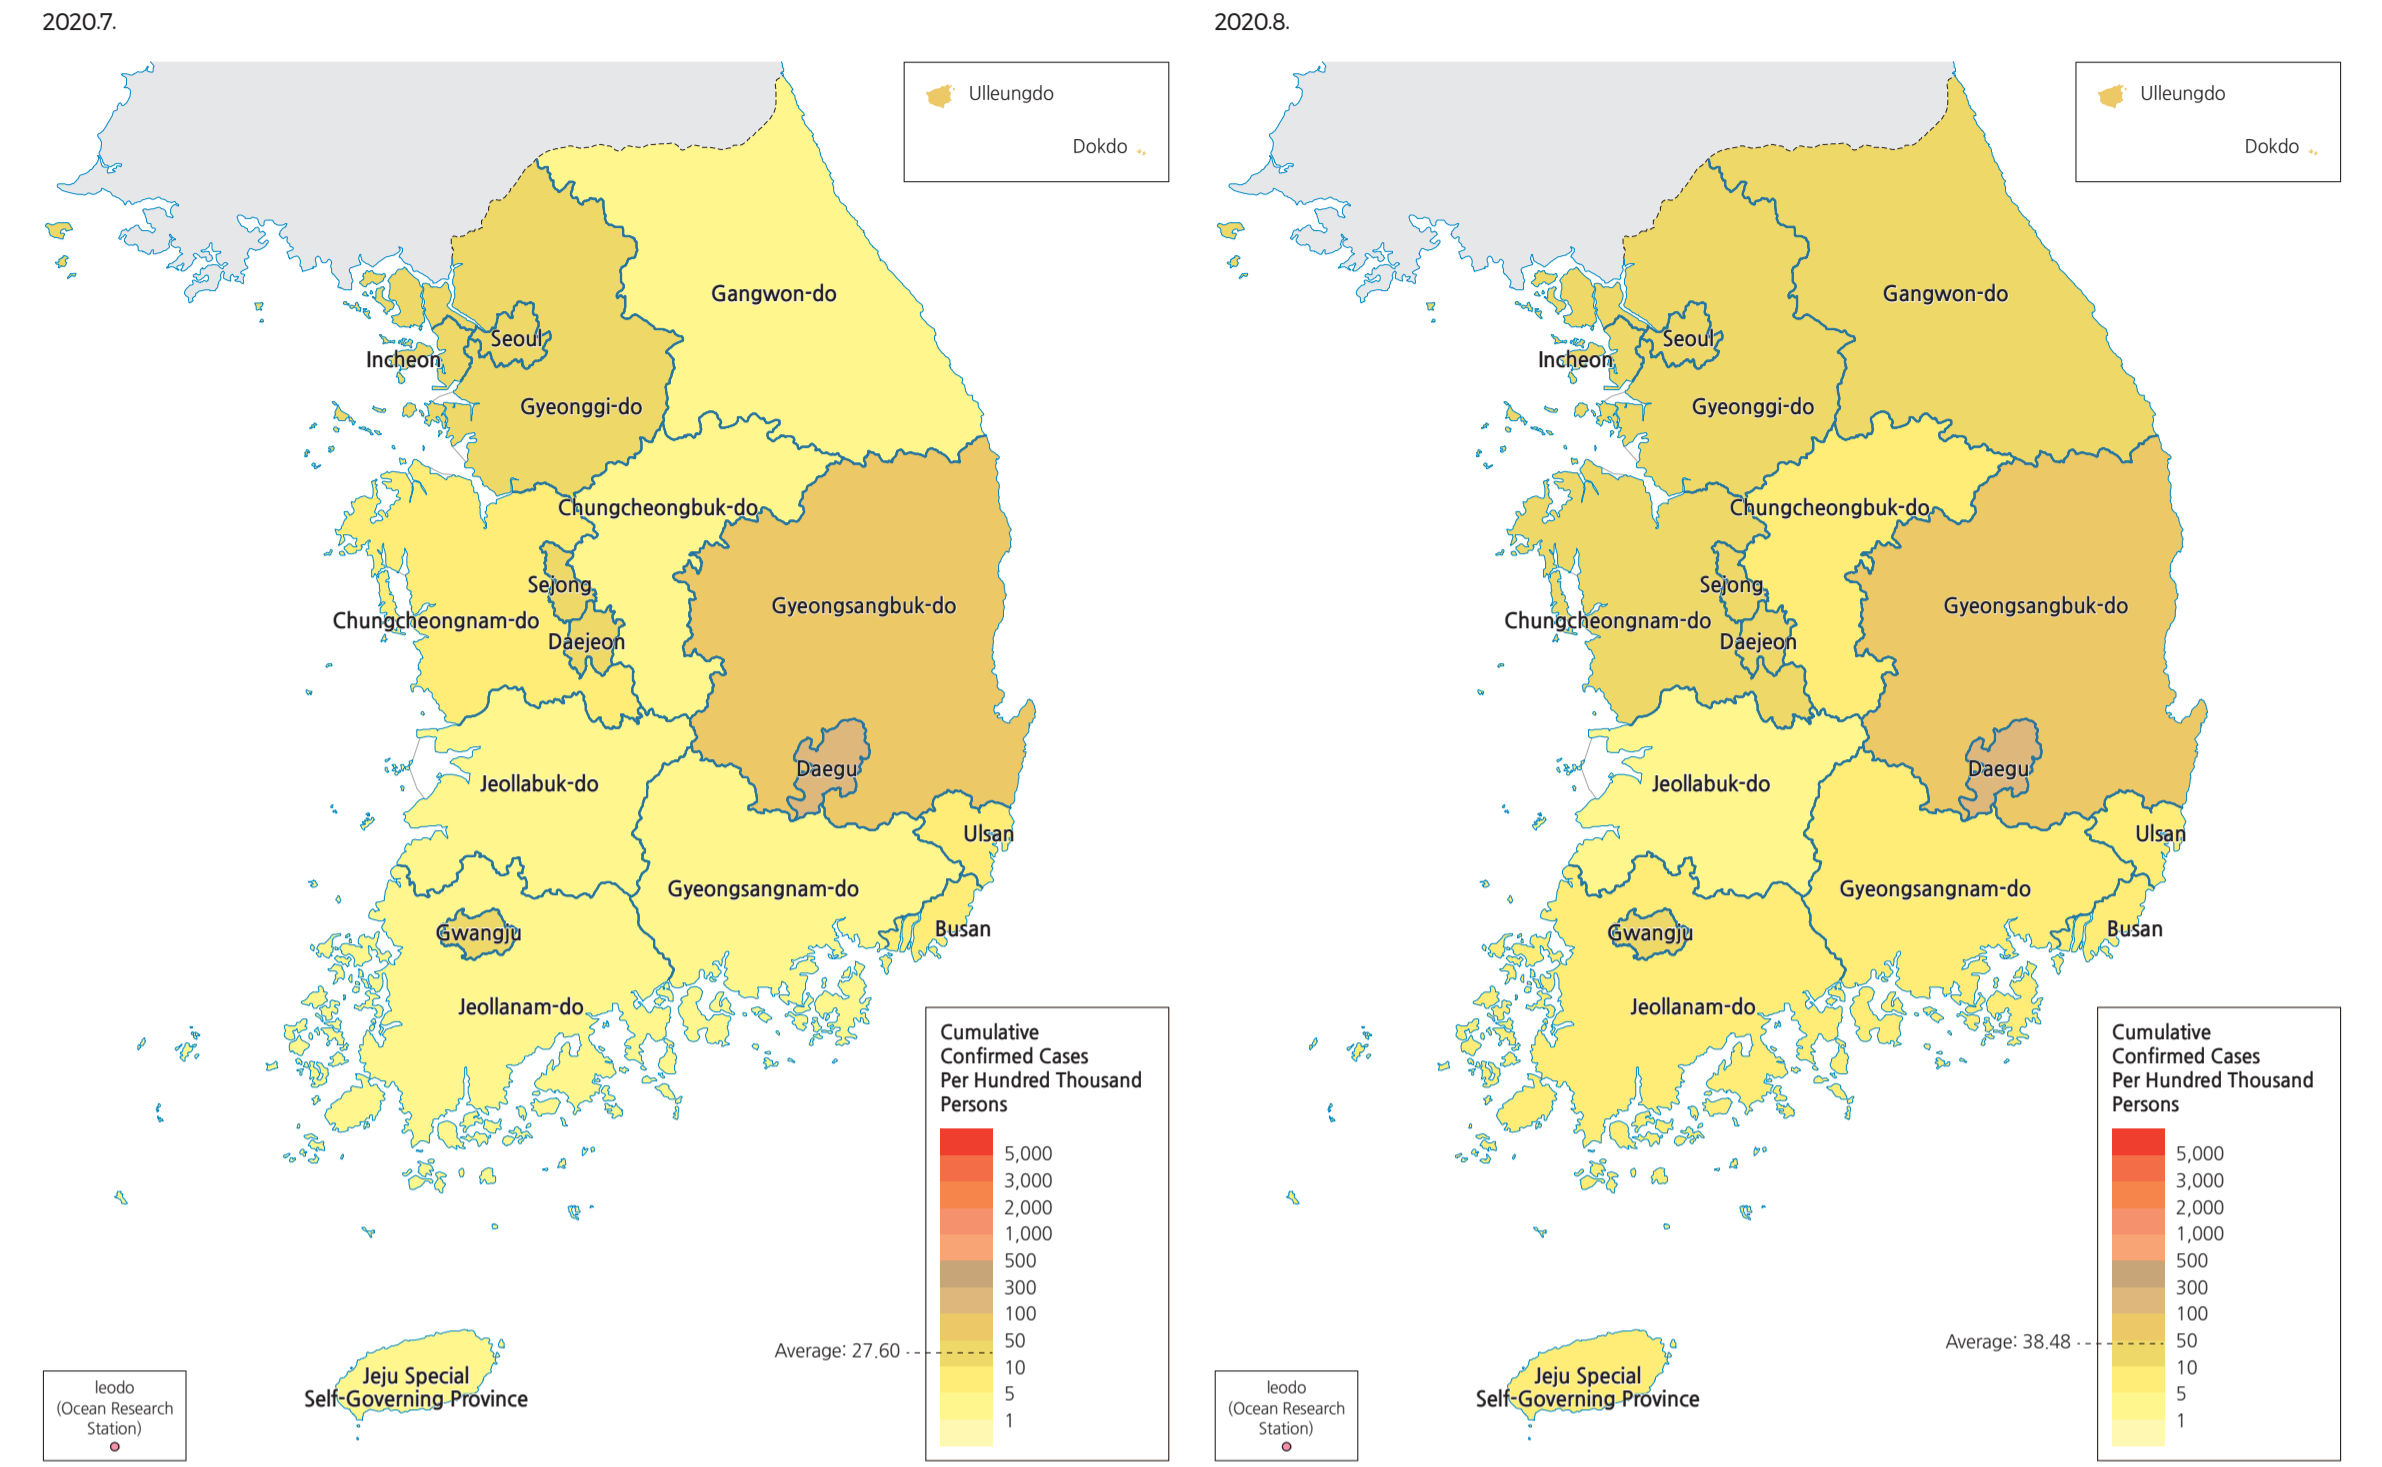 2020.7.
Ulleungdo
Dokdo
Gangwon-do
Seoul
Incheon
Gyeonggi-do
Chungcheongbuk-do
Sejong
Gyeongsangbuk-do
Chungcheongnam-do
Daejeon
Daegu
Jeollabuk-do
Ulsan
Gyeongsangnam-do
Gwangju
Busan
Jeollanam-do
Cumulative
Confirmed Cases
Per Hundred Thousand
Persons
5,000
3,000
2,000
1,000
500
300
100
50
Average: 27.60
10
5
1
Jeju Special
Self-Governing Province
Ieodo
(Ocean Research
Station)
2020.8.
Ulleungdo
Dokdo
Gangwon-do
Seoul
Incheon
Gyeonggi-do
Chungcheongbuk-do
Sejong
Gyeongsangbuk-do
Chungcheongnam-do
Daejeon
Daegu
Jeollabuk-do
Ulsan
Gyeongsangnam-do
Gwangju
Busan
Jeollanam-do
Cumulative
Confirmed Cases
Per Hundred Thousand
Persons
5,000
3,000
2,000
1,000
500
300
100
50
Average: 38.48
10
5
1
Jeju Special
Self-Governing Province
Ieodo
(Ocean Research
Station)